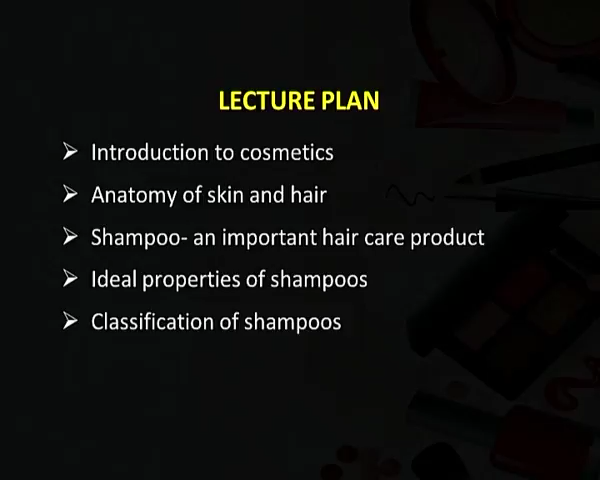 LECTURE PLAN
Introduction to cosmetics
Anatomy of skin and hair
Shampoo- an important hair care product
Ideal properties of shampoos
Classification of shampoos